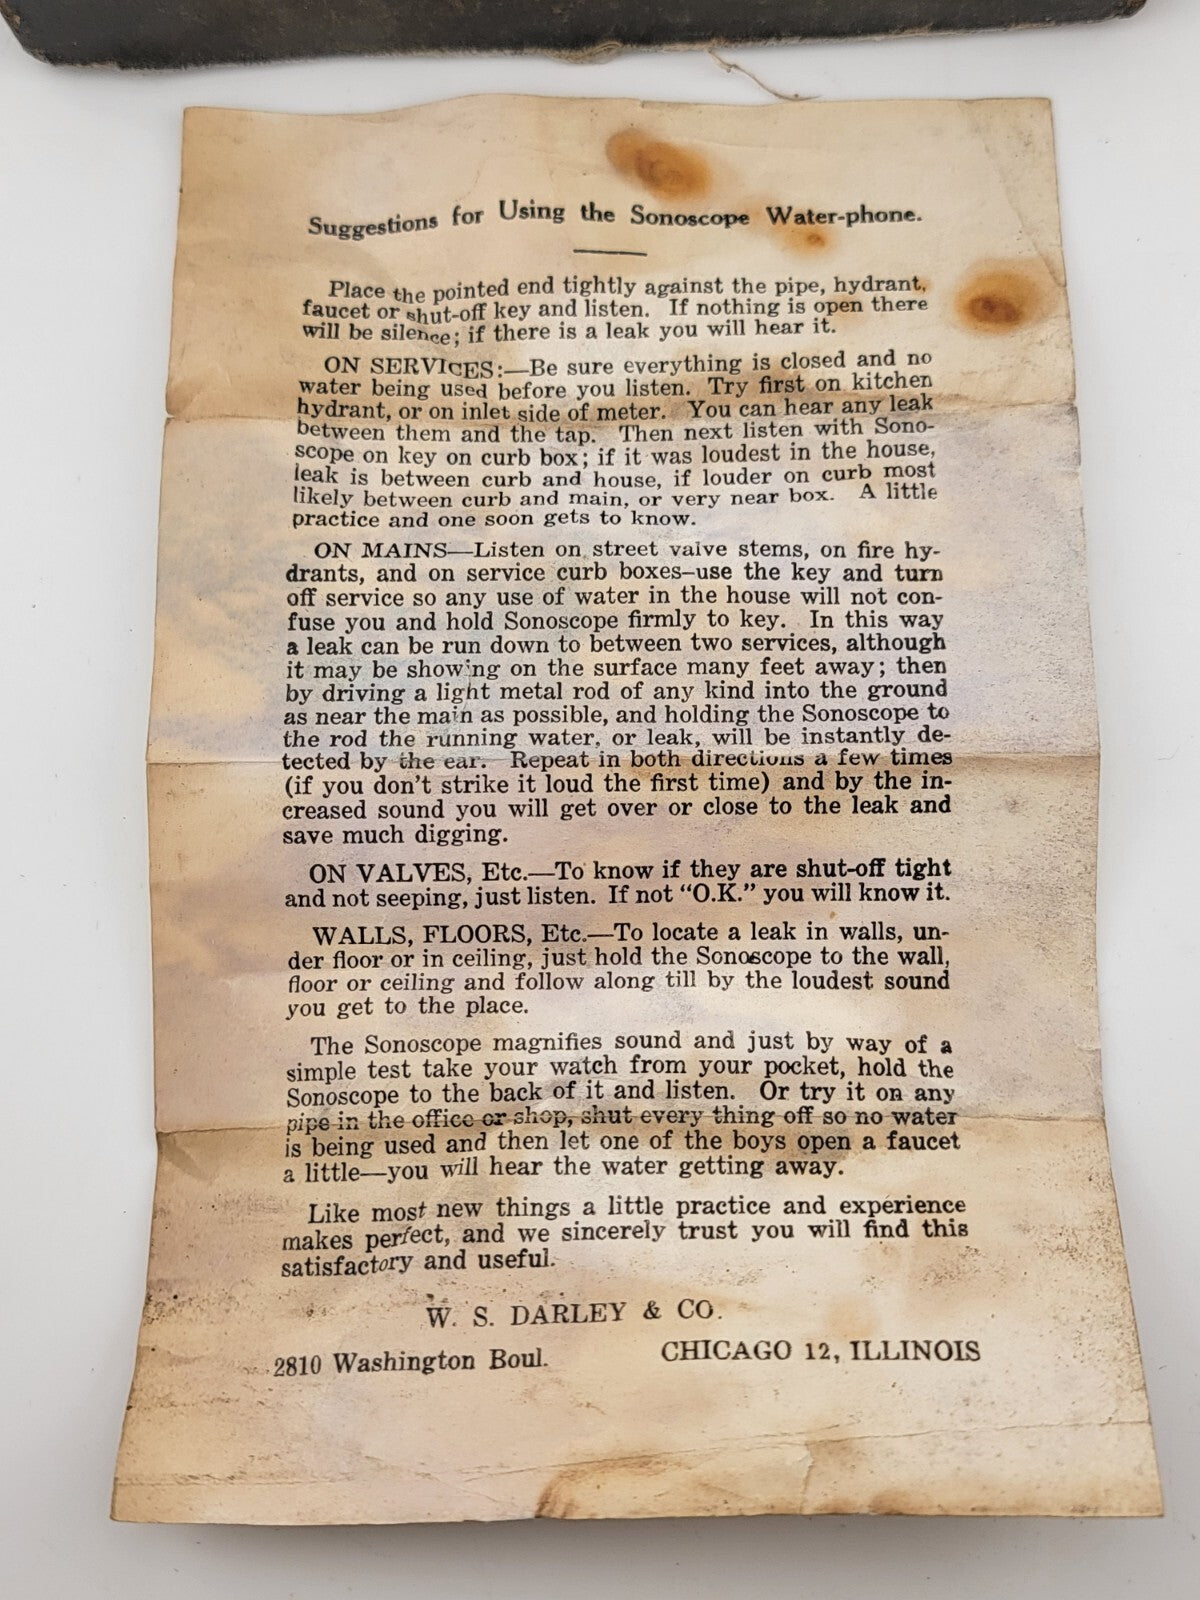 Suggestions for Using the Sonoscope Water-phone.
Place the pointed end tightly against the pipe, hydrant,
faucet or shut-off key and listen. If nothing is open there
will be silence; if there is a leak you will hear it.
ON SERVICES:—Be sure everything is closed and no
water being used before you listen. Try first on kitchen
hydrant, or on inlet side of meter. You can hear any leak
between them and the tap. Then next listen with Sono-
scope on key on curb box; if it was loudest in the house,
leak is between curb and house, if louder on curb most
likely between curb and main, or very near box. A little
practice and one soon gets to know.
ON MAINS—Listen on street valve stems, on fire hy-
drants, and on service curb boxes–use the key and turn
off service so any use of water in the house will not con-
fuse you and hold Sonoscope firmly to key. In this way
a leak can be run down to between two services, although
it may be showing on the surface many feet away; then
by driving a light metal rod of any kind into the ground
as near the main as possible, and holding the Sonoscope to
the rod the running water, or leak, will be instantly de-
tected by the ear. Repeat in both directions a few times
(if you don't strike it loud the first time) and by the in-
creased sound you will get over or close to the leak and
save much digging.
ON VALVES, Etc.—To know if they are shut-off tight
and not seeping, just listen. If not "O.K." you will know it.
WALLS, FLOORS, Etc.—To locate a leak in walls, un-
der floor or in ceiling, just hold the Sonoscope to the wall,
floor or ceiling and follow along till by the loudest sound
you get to the place.
The Sonoscope magnifies sound and just by way of a
simple test take your watch from your pocket, hold the
Sonoscope to the back of it and listen. Or try it on any
pipe in the office or shop, shut every thing off so no water
is being used and then let one of the boys open a faucet
a little—you will hear the water getting away.
Like most new things a little practice and experience
makes perfect, and we sincerely trust you will find this
satisfactory and useful.
W. S. DARLEY & CO.
2810 Washington Boul. CHICAGO 12, ILLINOIS